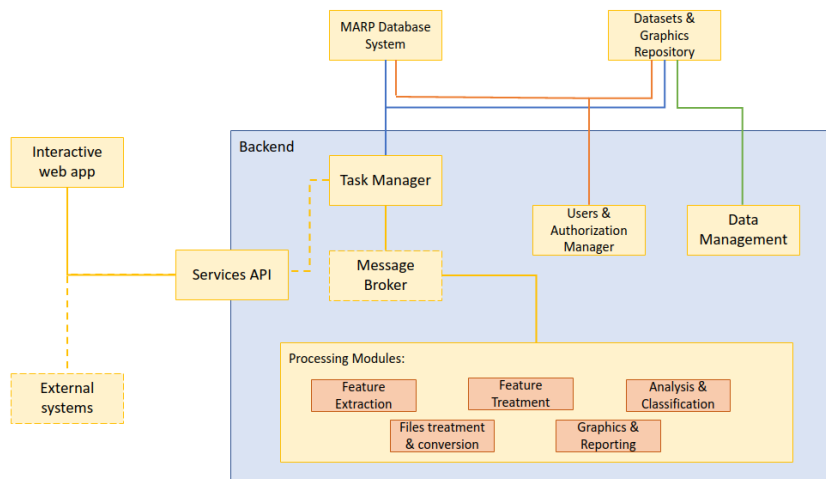 MARP Database
System
Datasets &
Graphics
Repository
Backend
Interactive
web app
Task Manager
Users &
Authorization
Manager
Data
Management
Services API
Message
Broker
Processing Modules:
Feature
Extraction
Feature
Treatment
Analysis &
Classification
External
systems
Files treatment
& conversion
Graphics &
Reporting